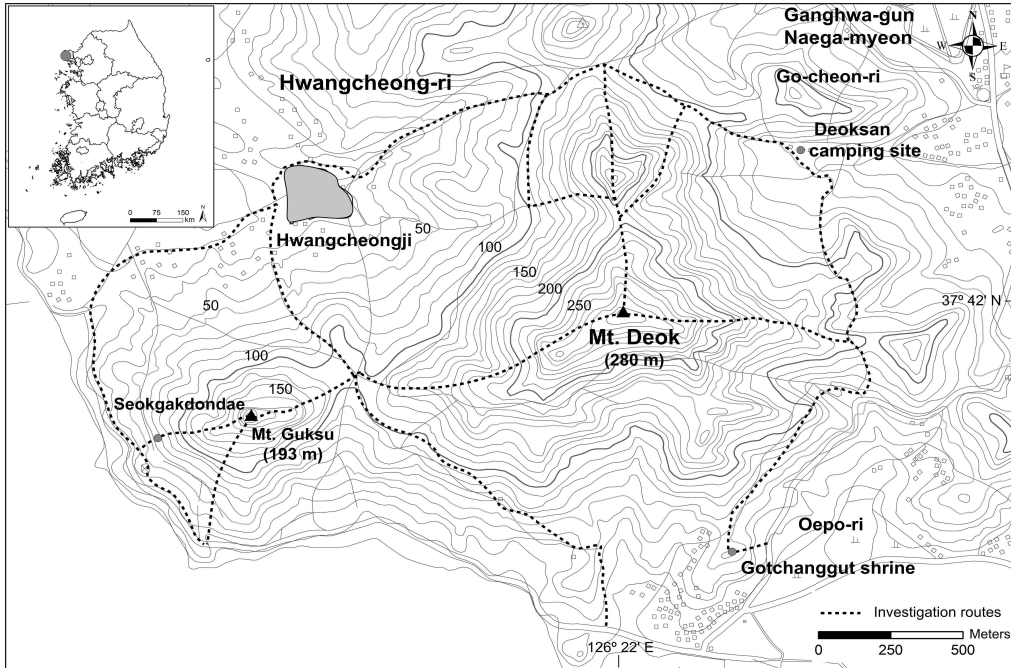 Ganghwa-gun
Naega-myeon
N
W
E
S
Hwangcheong-ri
Go-cheon-ri
Deoksan
camping site
0
75
150
km
N
Hwangcheongji
50
100
150
200
250
50
37° 42' N
Mt. Deok
(280 m)
100
150
Seokgakdondae
Mt. Guksu
(193 m)
Oepo-ri
Gotchanggut shrine
Investigation routes
Meters
0
250
500
126° 22' E